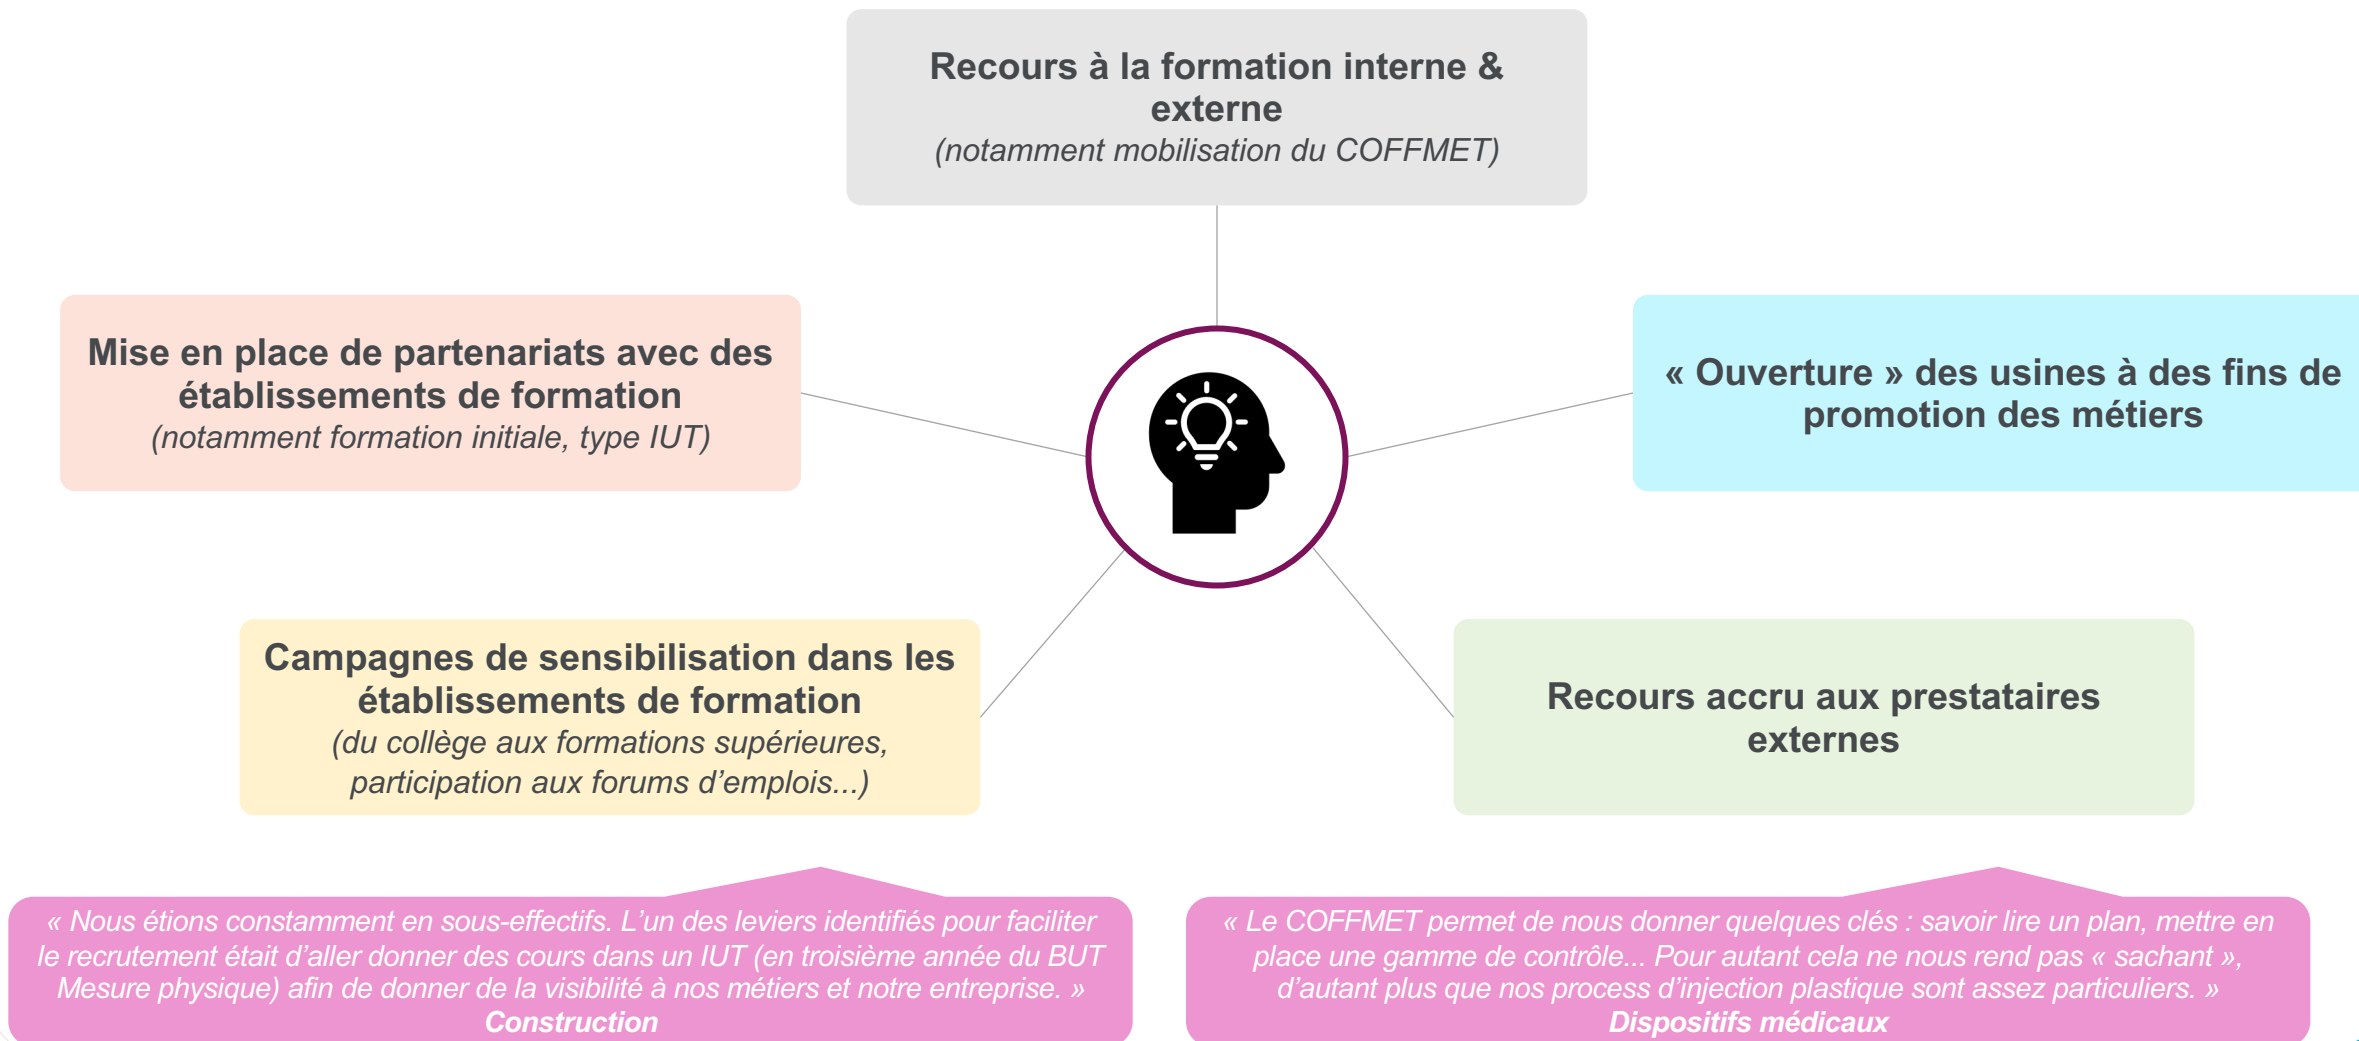 Recours à la formation interne &
externe
(notamment mobilisation du COFFMET)
Mise en place de partenariats avec des
établissements de formation
(notamment formation initiale, type IUT)
« Ouverture » des usines à des fins de
promotion des métiers
Campagnes de sensibilisation dans les
établissements de formation
(du collège aux formations supérieures,
participation aux forums d’emplois...)
Recours accru aux prestataires
externes
« Nous étions constamment en sous-effectifs. L’un des leviers identifiés pour faciliter
le recrutement était d’aller donner des cours dans un IUT (en troisième année du BUT
Mesure physique) afin de donner de la visibilité à nos métiers et notre entreprise. »
Construction
« Le COFFMET permet de nous donner quelques clés : savoir lire un plan, mettre en
place une gamme de contrôle... Pour autant cela ne nous rend pas « sachant »,
d’autant plus que nos process d’injection plastique sont assez particuliers. »
Dispositifs médicaux